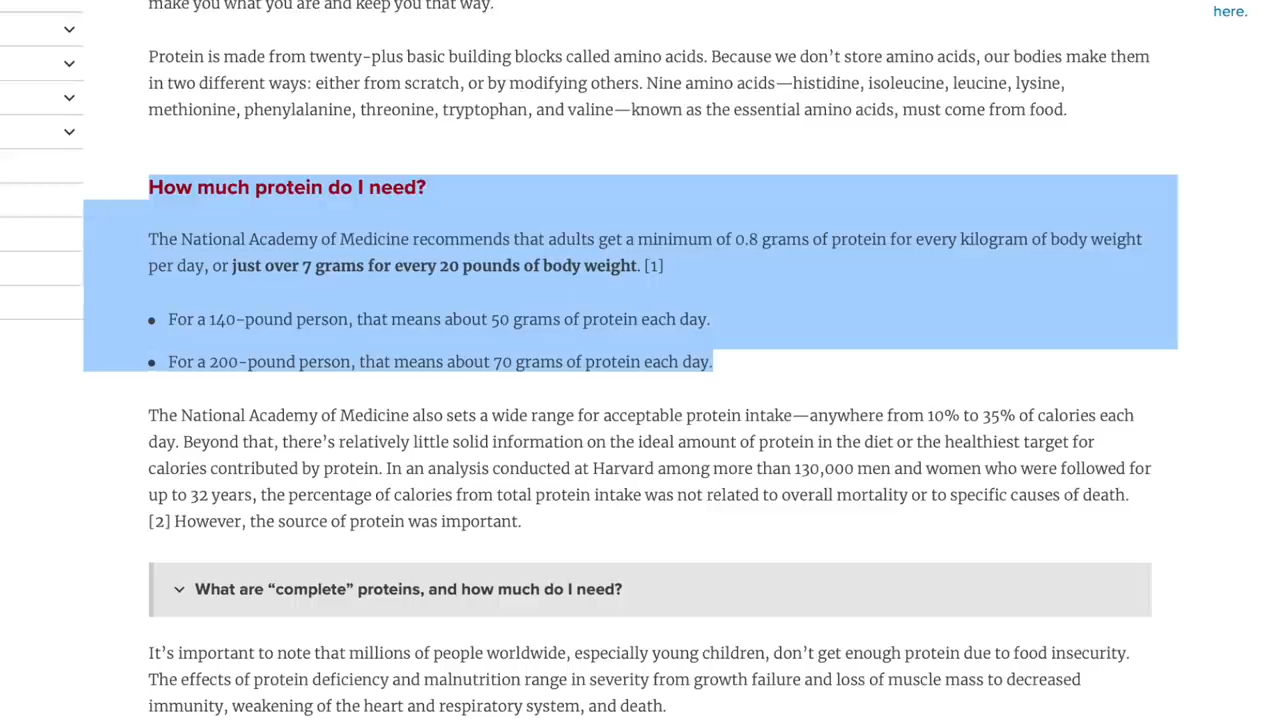 make you what you are and keep you that way.
here.
Protein is made from twenty-plus basic building blocks called amino acids. Because we don’t store amino acids, our bodies make them
in two different ways: either from scratch, or by modifying others. Nine amino acids—histidine, isoleucine, leucine, lysine,
methionine, phenylalanine, threonine, tryptophan, and valine—known as the essential amino acids, must come from food.
How much protein do I need?
The National Academy of Medicine recommends that adults get a minimum of 0.8 grams of protein for every kilogram of body weight
per day, or just over 7 grams for every 20 pounds of body weight. [1]
• For a 140-pound person, that means about 50 grams of protein each day.
• For a 200-pound person, that means about 70 grams of protein each day.
The National Academy of Medicine also sets a wide range for acceptable protein intake—anywhere from 10% to 35% of calories each
day. Beyond that, there’s relatively little solid information on the ideal amount of protein in the diet or the healthiest target for
calories contributed by protein. In an analysis conducted at Harvard among more than 130,000 men and women who were followed for
up to 32 years, the percentage of calories from total protein intake was not related to overall mortality or to specific causes of death.
[2] However, the source of protein was important.
What are “complete” proteins, and how much do I need?
It’s important to note that millions of people worldwide, especially young children, don’t get enough protein due to food insecurity.
The effects of protein deficiency and malnutrition range in severity from growth failure and loss of muscle mass to decreased
immunity, weakening of the heart and respiratory system, and death.